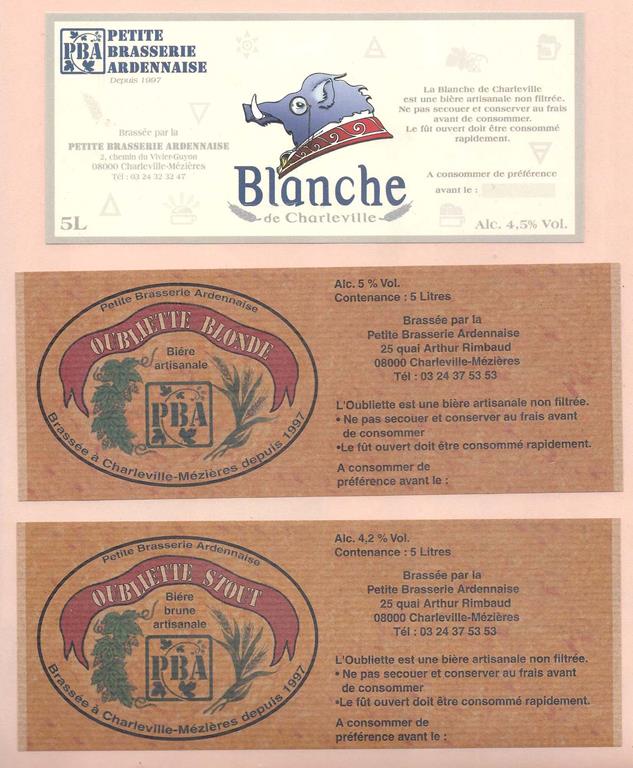 PBA
PETITE
BRASSERIE
ARDENNAISE
Depuis 1997
Brassée par la
PETITE BRASSERIE ARDENNAISE
2, chemin du Vivier-Guyon
08000 Charleville-Mézières
Tél : 03 24 32 32 47
5L
Blanche
de Charleville
La Blanche de Charleville
est une bière artisanale non filtrée.
Ne pas secouer et conserver au frais
avant de consommer.
Le fût ouvert doit être consommé
rapidement.
A consommer de préférence
avant le :
Alc. 4,5% Vol.
Petite Brasserie Ardennaise
OUBLIETTE BLONDE
Biére
artisanale
PBA
Brassée à Charleville-Mézières depuis 1997
Alc. 5 % Vol.
Contenance : 5 Litres
Brassée par la
Petite Brasserie Ardennaise
25 quai Arthur Rimbaud
08000 Charleville-Mézières
Tél : 03 24 37 53 53
L'Oubliette est une bière artisanale non filtrée.
• Ne pas secouer et conserver au frais avant
de consommer
•Le fût ouvert doit être consommé rapidement.
A consommer de
préférence avant le :
Petite Brasserie Ardennaise
OUBLIETTE STOUT
Biére
brune
artisanale
PBA
Brassée à Charleville-Mézières depuis 1997
Alc. 4,2 % Vol.
Contenance : 5 Litres
Brassée par la
Petite Brasserie Ardennaise
25 quai Arthur Rimbaud
08000 Charleville-Mézières
Tél : 03 24 37 53 53
L'Oubliette est une bière artisanale non filtrée.
• Ne pas secouer et conserver au frais avant
de consommer
•Le fût ouvert doit être consommé rapidement.
A consommer de
préférence avant le :